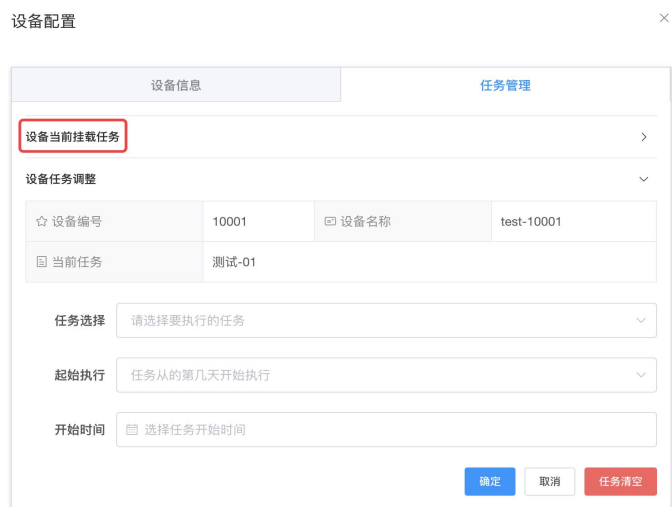 设备配置
设备信息 任务管理
设备当前挂载任务
设备任务调整
设备编号 10001 设备名称 test-10001
当前任务 测试-01
任务选择 请选择要执行的任务
起始执行 任务从的第几天开始执行
开始时间 选择任务开始时间
确定 取消 任务清空